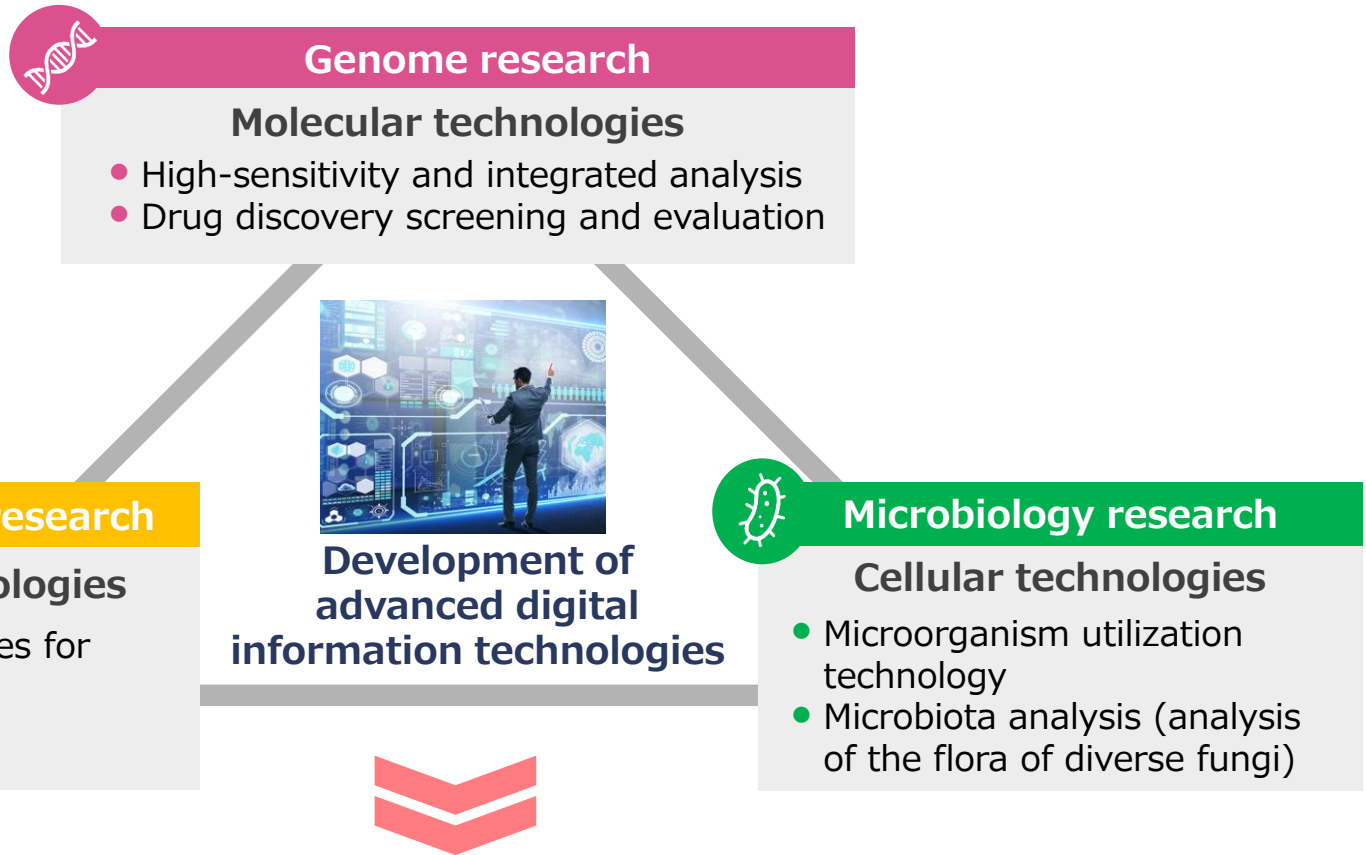 Genome research
Molecular technologies
• High-sensitivity and integrated analysis
• Drug discovery screening and evaluation
research
es for
Development of
advanced digital
information technologies
Microbiology research
Cellular technologies
• Microorganism utilization
technology
• Microbiota analysis (analysis
of the flora of diverse fungi)